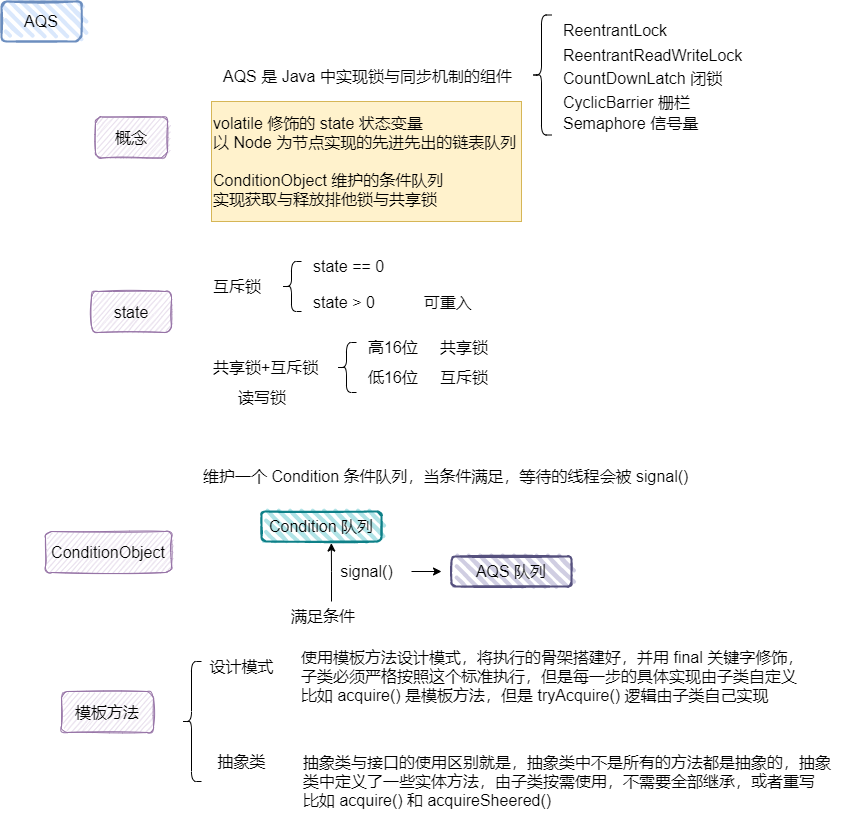 AQS
AQS 是 Java 中实现锁与同步机制的组件
ReentrantLock
ReentrantReadWriteLock
CountDownLatch 闭锁
CyclicBarrier 栅栏
Semaphore 信号量
概念
volatile 修饰的 state 状态变量
以 Node 为节点实现的先进先出的链表队列
ConditionObject 维护的条件队列
实现获取与释放排他锁与共享锁
state
互斥锁
state == 0
state > 0 可重入
共享锁+互斥锁
读写锁
高16位 共享锁
低16位 互斥锁
维护一个 Condition 条件队列，当条件满足，等待的线程会被 signal()
ConditionObject
Condition 队列
signal()
AQS 队列
满足条件
模板方法
设计模式
使用模板方法设计模式，将执行的骨架搭建好，并用 final 关键字修饰，
子类必须严格按照这个标准执行，但是每一步的具体实现由子类自定义
比如 acquire() 是模板方法，但是 tryAcquire() 逻辑由子类自己实现
抽象类
抽象类与接口的使用区别就是，抽象类中不是所有的方法都是抽象的，抽象
类中定义了一些实体方法，由子类按需使用，不需要全部继承，或者重写
比如 acquire() 和 acquireSheered()